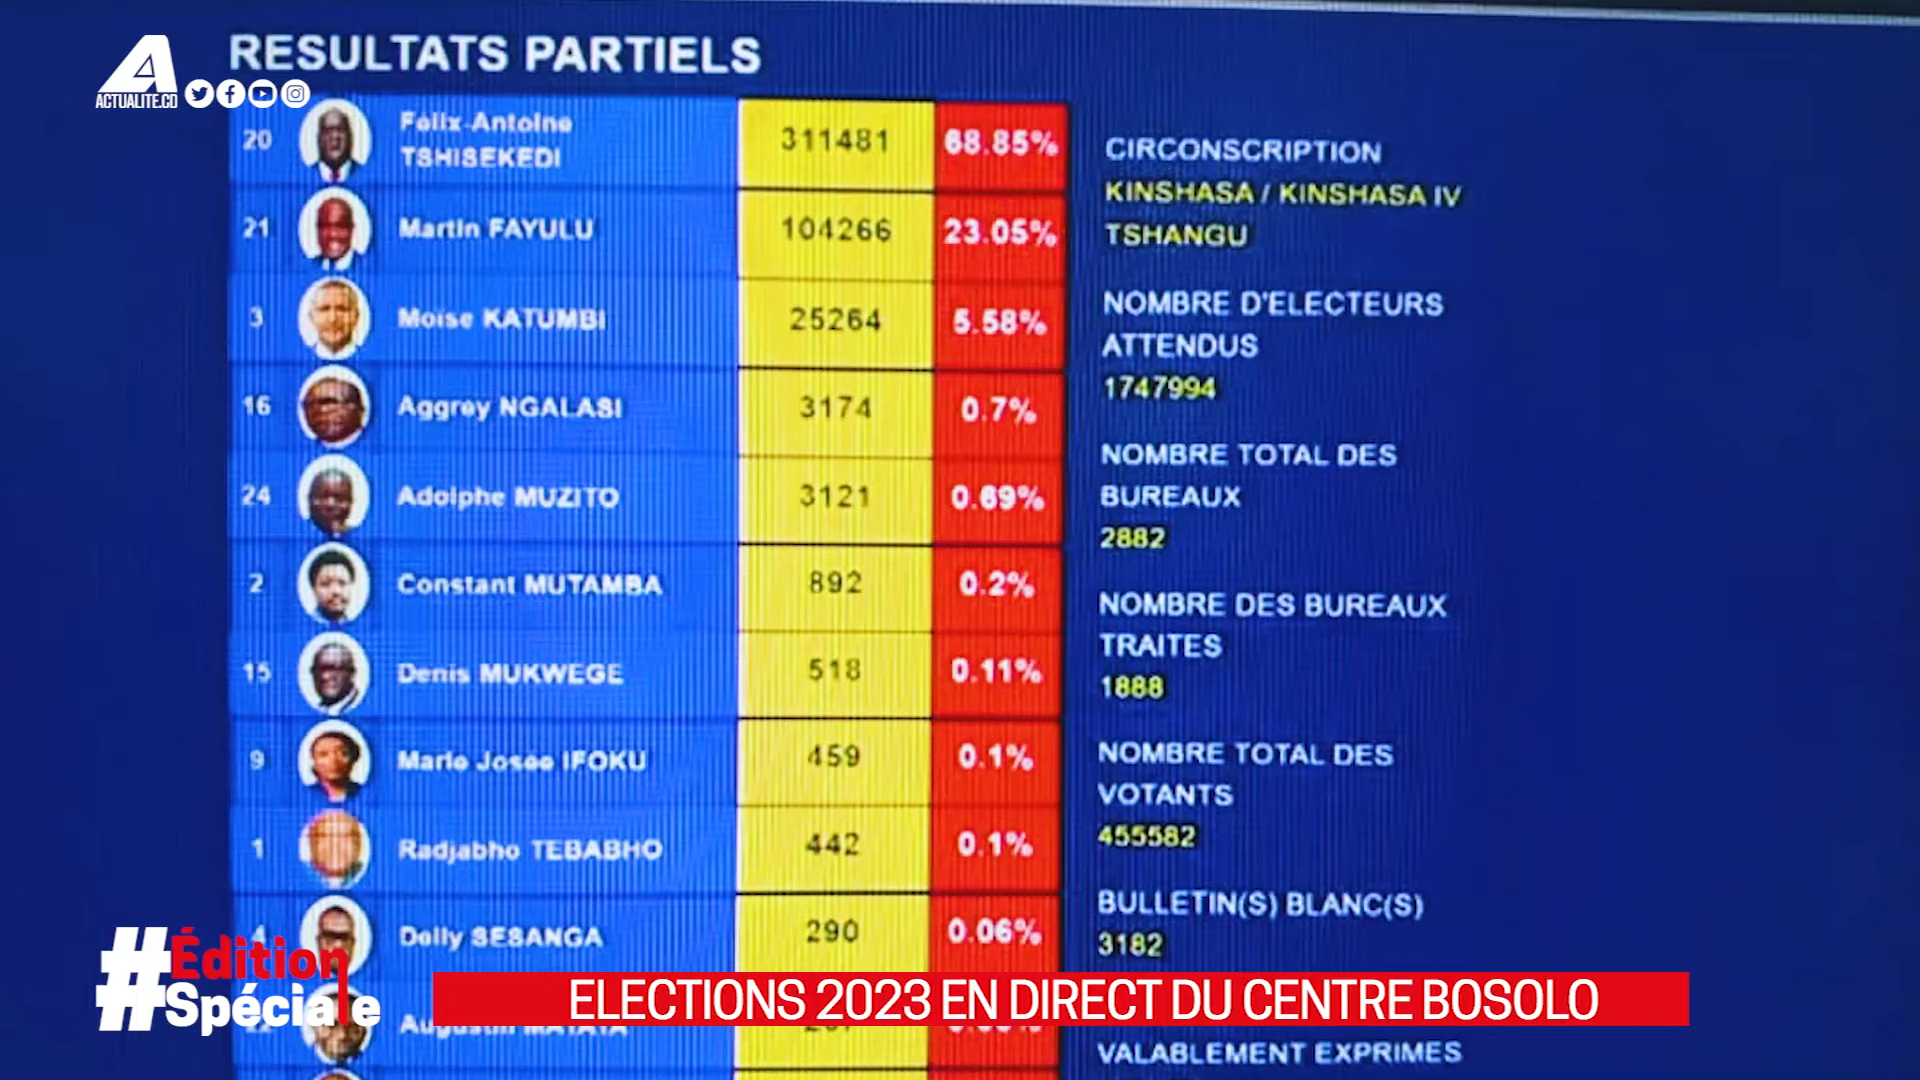 RESULTATS PARTIELS
ACTUALITE.CD
20 Félix-Antoine TSHISEKEDI 311481 68.85%
21 Martin FAYULU 104266 23.05%
3 Moise KATUMBI 25264 5.58%
16 Aggrey NGALASI 3174 0.7%
24 Adolphe MUZITO 3121 0.69%
2 Constant MUTAMBA 892 0.2%
15 Denis MUKWEGE 518 0.11%
9 Marie Josée IFOKU 459 0.1%
1 Radjabho TEBABHO 442 0.1%
4 Delly SESANGA 290 0.06%
Augustin MATATA
CIRCONSCRIPTION
KINSHASA / KINSHASA IV
TSHANGU
NOMBRE D'ELECTEURS
ATTENDUS
1747994
NOMBRE TOTAL DES
BUREAUX
2882
NOMBRE DES BUREAUX
TRAITES
1888
NOMBRE TOTAL DES
VOTANTS
455582
BULLETIN(S) BLANC(S)
3182
VALABLEMENT EXPRIMES
#Édition
Spéciale
ELECTIONS 2023 EN DIRECT DU CENTRE BOSOLO